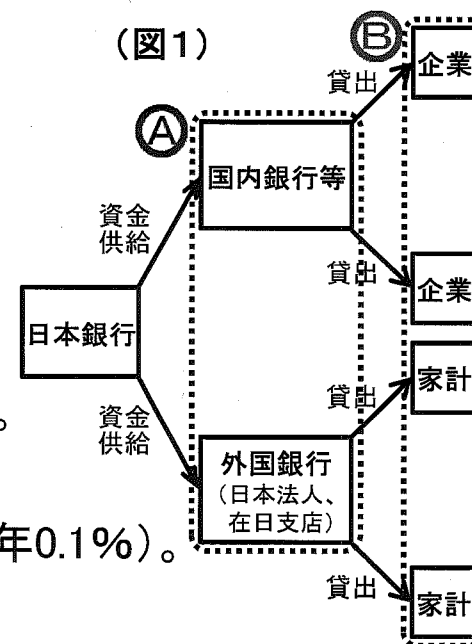 (図1)
B
企業
貸出
A
国内銀行等
資金
供給
貸出
企業
日本銀行
家計
貸出
。
資金
供給
外国銀行
(日本法人、
在日支店)
年0.1%)。
貸出
家計